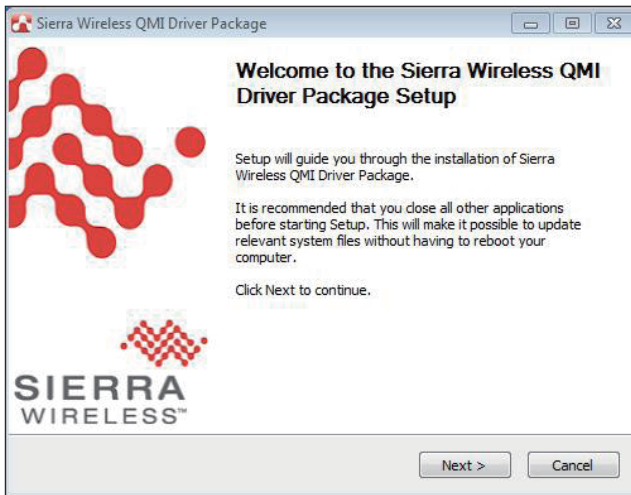 Sierra Wireless QMI Driver Package
Welcome to the Sierra Wireless QMI
Driver Package Setup
Setup will guide you through the installation of Sierra
Wireless QMI Driver Package.
It is recommended that you close all other applications
before starting Setup. This will make it possible to update
relevant system files without having to reboot your
computer.
Click Next to continue.
SIERRA
WIRELESS™
Next >
Cancel